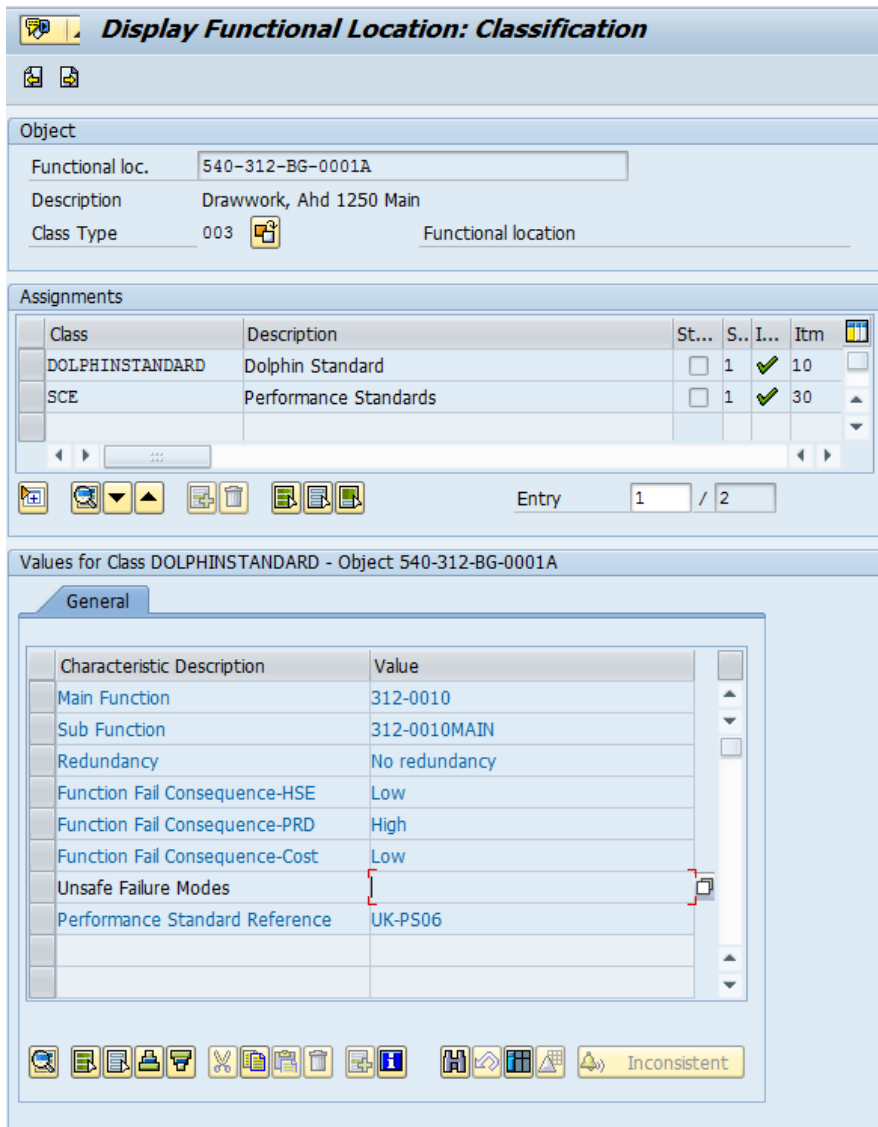 Display Functional Location: Classification
Object
Functional loc. 540-312-BG-0001A
Description Drawwork, Ahd 1250 Main
Class Type 003 Functional location
Assignments
Class Description St... S.. I... Itm
DOLPHINSTANDARD Dolphin Standard 1 10
SCE Performance Standards 1 30
Entry 1 / 2
Values for Class DOLPHINSTANDARD - Object 540-312-BG-0001A
General
Characteristic Description Value
Main Function 312-0010
Sub Function 312-0010MAIN
Redundancy No redundancy
Function Fail Consequence-HSE Low
Function Fail Consequence-PRD High
Function Fail Consequence-Cost Low
Unsafe Failure Modes
Performance Standard Reference UK-PS06
Inconsistent